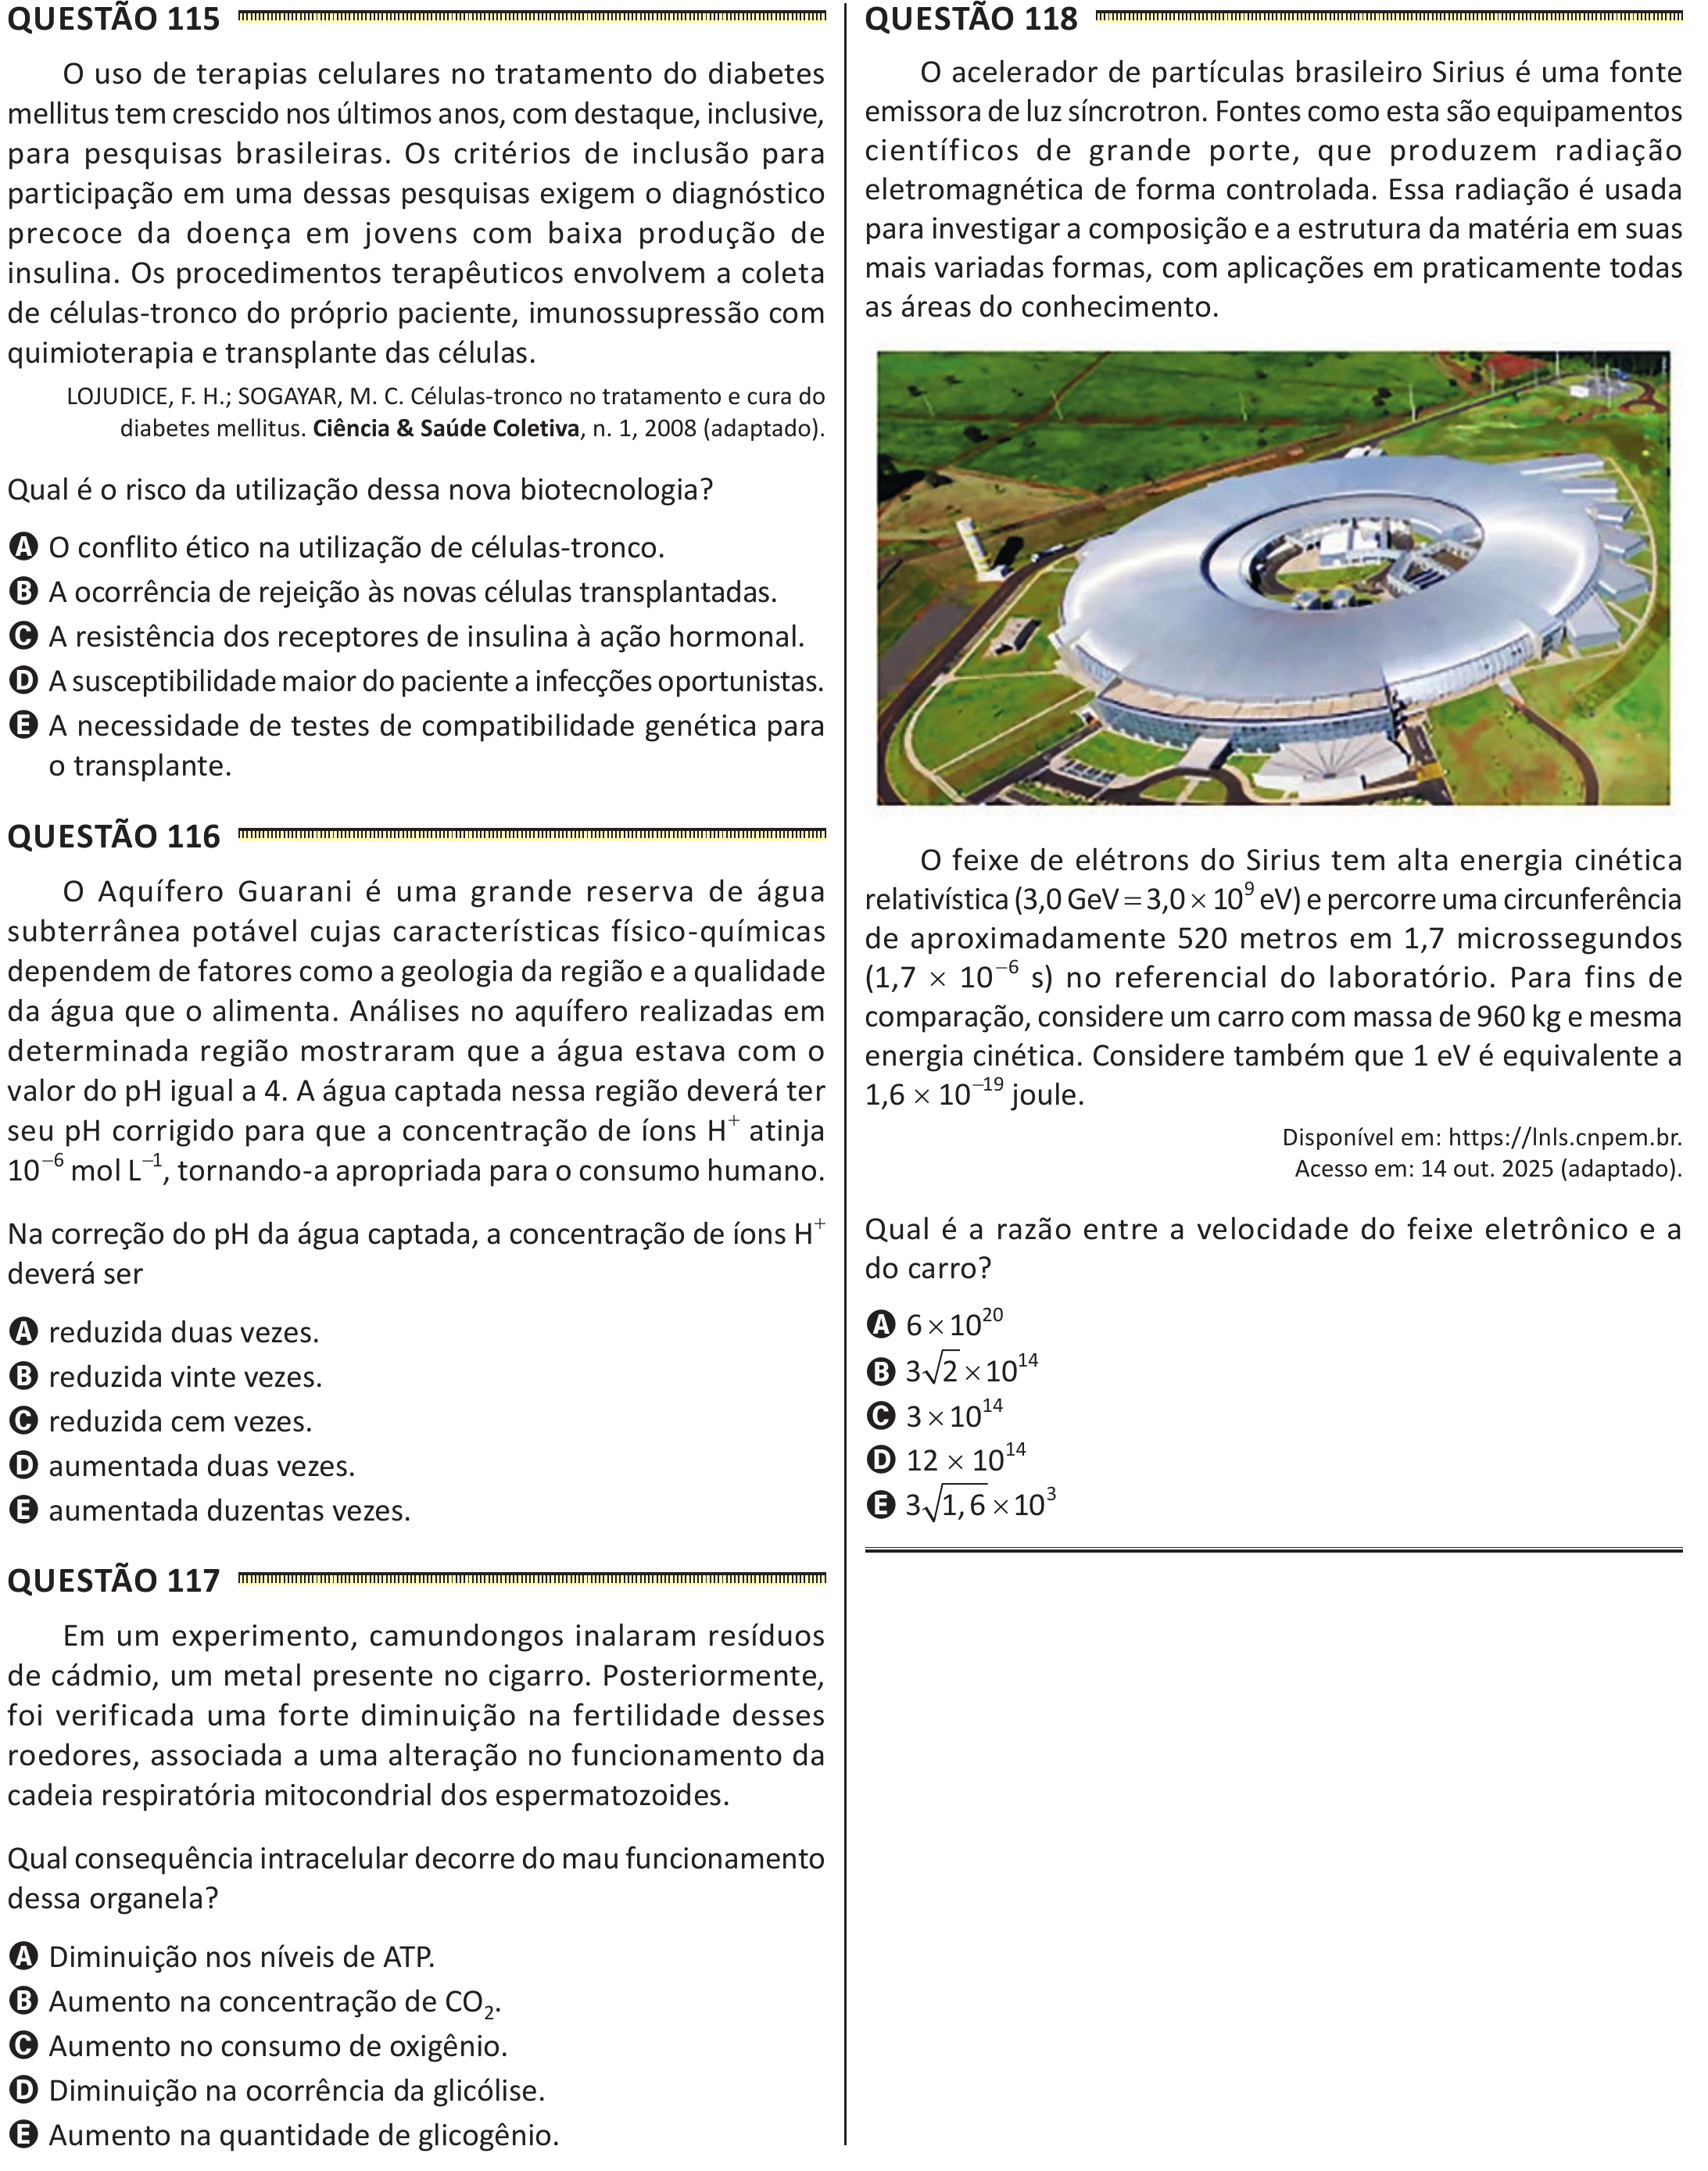 QUESTÃO 115
O uso de terapias celulares no tratamento do diabetes
mellitus tem crescido nos últimos anos, com destaque, inclusive,
para pesquisas brasileiras. Os critérios de inclusão para
participação em uma dessas pesquisas exigem o diagnóstico
precoce da doença em jovens com baixa produção de
insulina. Os procedimentos terapêuticos envolvem a coleta
de células-tronco do próprio paciente, imunossupressão com
quimioterapia e transplante das células.
LOJUDICE, F. H.; SOGAYAR, M. C. Células-tronco no tratamento e cura do
diabetes mellitus. Ciência & Saúde Coletiva, n. 1, 2008 (adaptado).
Qual é o risco da utilização dessa nova biotecnologia?
A O conflito ético na utilização de células-tronco.
B A ocorrência de rejeição às novas células transplantadas.
C A resistência dos receptores de insulina à ação hormonal.
D A susceptibilidade maior do paciente a infecções oportunistas.
E A necessidade de testes de compatibilidade genética para
o transplante.
QUESTÃO 116
O Aquífero Guarani é uma grande reserva de água
subterrânea potável cujas características físico-químicas
dependem de fatores como a geologia da região e a qualidade
da água que o alimenta. Análises no aquífero realizadas em
determinada região mostraram que a água estava com o
valor do pH igual a 4. A água captada nessa região deverá ter
seu pH corrigido para que a concentração de íons H⁺ atinja
10⁻⁶ mol L⁻¹, tornando-a apropriada para o consumo humano.
Na correção do pH da água captada, a concentração de íons H⁺
deverá ser
A reduzida duas vezes.
B reduzida vinte vezes.
C reduzida cem vezes.
D aumentada duas vezes.
E aumentada duzentas vezes.
QUESTÃO 117
Em um experimento, camundongos inalaram resíduos
de cádmio, um metal presente no cigarro. Posteriormente,
foi verificada uma forte diminuição na fertilidade desses
roedores, associada a uma alteração no funcionamento da
cadeia respiratória mitocondrial dos espermatozoides.
Qual consequência intracelular decorre do mau funcionamento
dessa organela?
A Diminuição nos níveis de ATP.
B Aumento na concentração de CO₂.
C Aumento no consumo de oxigênio.
D Diminuição na ocorrência da glicólise.
E Aumento na quantidade de glicogênio.
QUESTÃO 118
O acelerador de partículas brasileiro Sirius é uma fonte
emissora de luz síncrotron. Fontes como esta são equipamentos
científicos de grande porte, que produzem radiação
eletromagnética de forma controlada. Essa radiação é usada
para investigar a composição e a estrutura da matéria em suas
mais variadas formas, com aplicações em praticamente todas
as áreas do conhecimento.
O feixe de elétrons do Sirius tem alta energia cinética
relativística (3,0 GeV = 3,0 × 10⁹ eV) e percorre uma circunferência
de aproximadamente 520 metros em 1,7 microssegundos
(1,7 × 10⁻⁶ s) no referencial do laboratório. Para fins de
comparação, considere um carro com massa de 960 kg e mesma
energia cinética. Considere também que 1 eV é equivalente a
1,6 × 10⁻¹⁹ joule.
Disponível em: https://lnls.cnpem.br.
Acesso em: 14 out. 2025 (adaptado).
Qual é a razão entre a velocidade do feixe eletrônico e a
do carro?
A 6 × 10²⁰
B 3√2 × 10¹⁴
C 3 × 10¹⁴
D 12 × 10¹⁴
E 3√1,6 × 10³